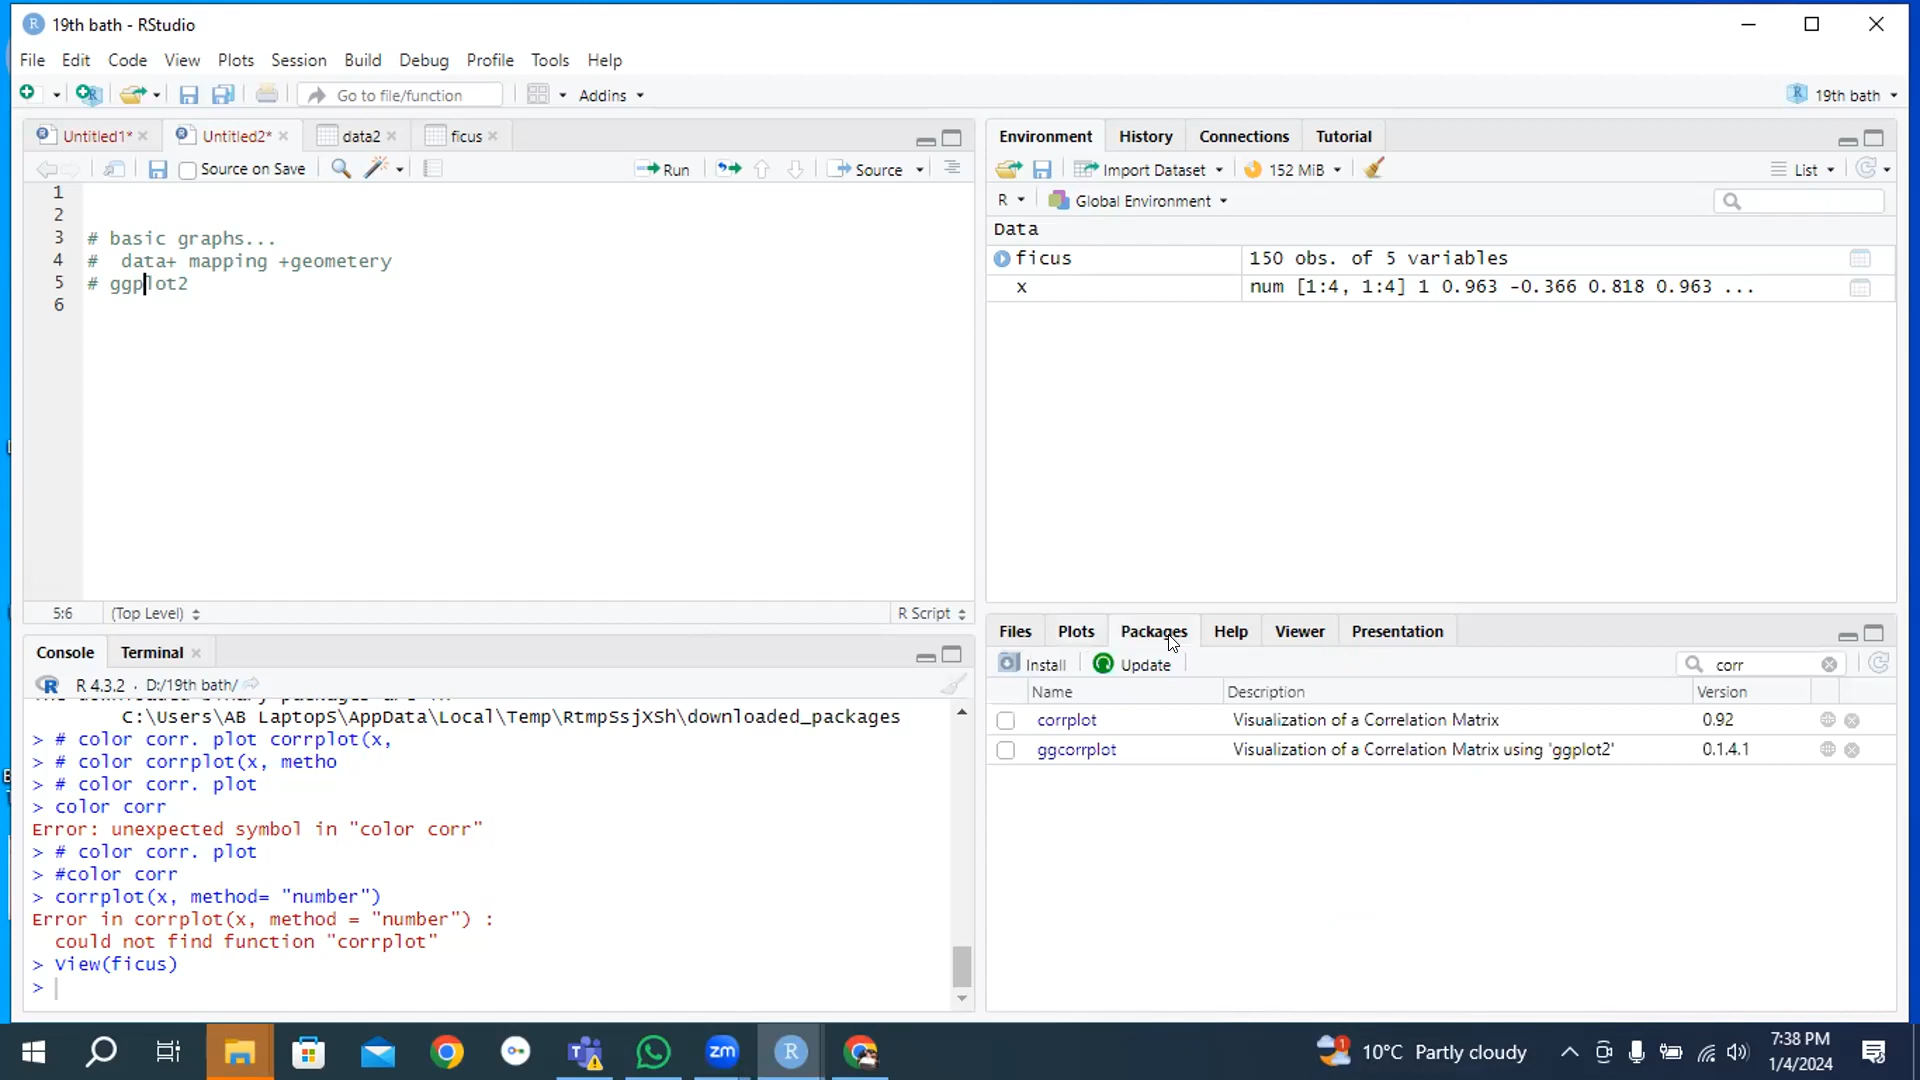 19th bath - RStudio
File Edit Code View Plots Session Build Debug Profile Tools Help
Go to file/function Addins 19th bath
Untitled1* Untitled2* data2 ficus
Source on Save Run Source
1
2
3 # basic graphs...
4 #  data+ mapping +geometery
5 # ggplot2
6
5:6 (Top Level) R Script
Console Terminal
R 4.3.2 · D:/19th bath/
C:\Users\AB LaptopS\AppData\Local\Temp\RtmpSsjXSh\downloaded_packages
> # color corr. plot corrplot(x,
> # color corrplot(x, metho
> # color corr. plot
> color corr
Error: unexpected symbol in "color corr"
> # color corr. plot
> #color corr
> corrplot(x, method= "number")
Error in corrplot(x, method = "number") :
could not find function "corrplot"
> View(ficus)
>
Environment History Connections Tutorial
Import Dataset 152 MiB List
R Global Environment
Data
ficus 150 obs. of 5 variables
x num [1:4, 1:4] 1 0.963 -0.366 0.818 0.963 ...
Files Plots Packages Help Viewer Presentation
Install Update corr
Name Description Version
corrplot Visualization of a Correlation Matrix 0.92
ggcorrplot Visualization of a Correlation Matrix using 'ggplot2' 0.1.4.1
zm R 10°C Partly cloudy 7:38 PM
1/4/2024